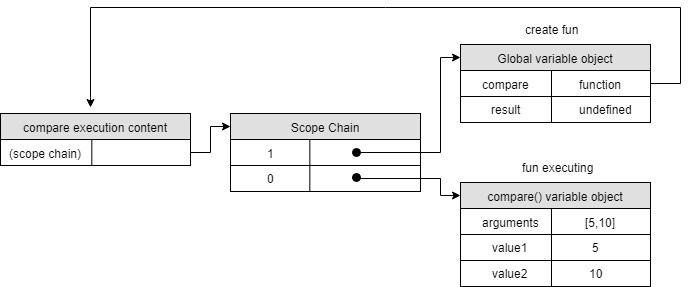 create fun
Global variable object
compare function
result undefined
compare execution content
(scope chain)
Scope Chain
1
0
fun executing
compare() variable object
arguments [5,10]
value1 5
value2 10